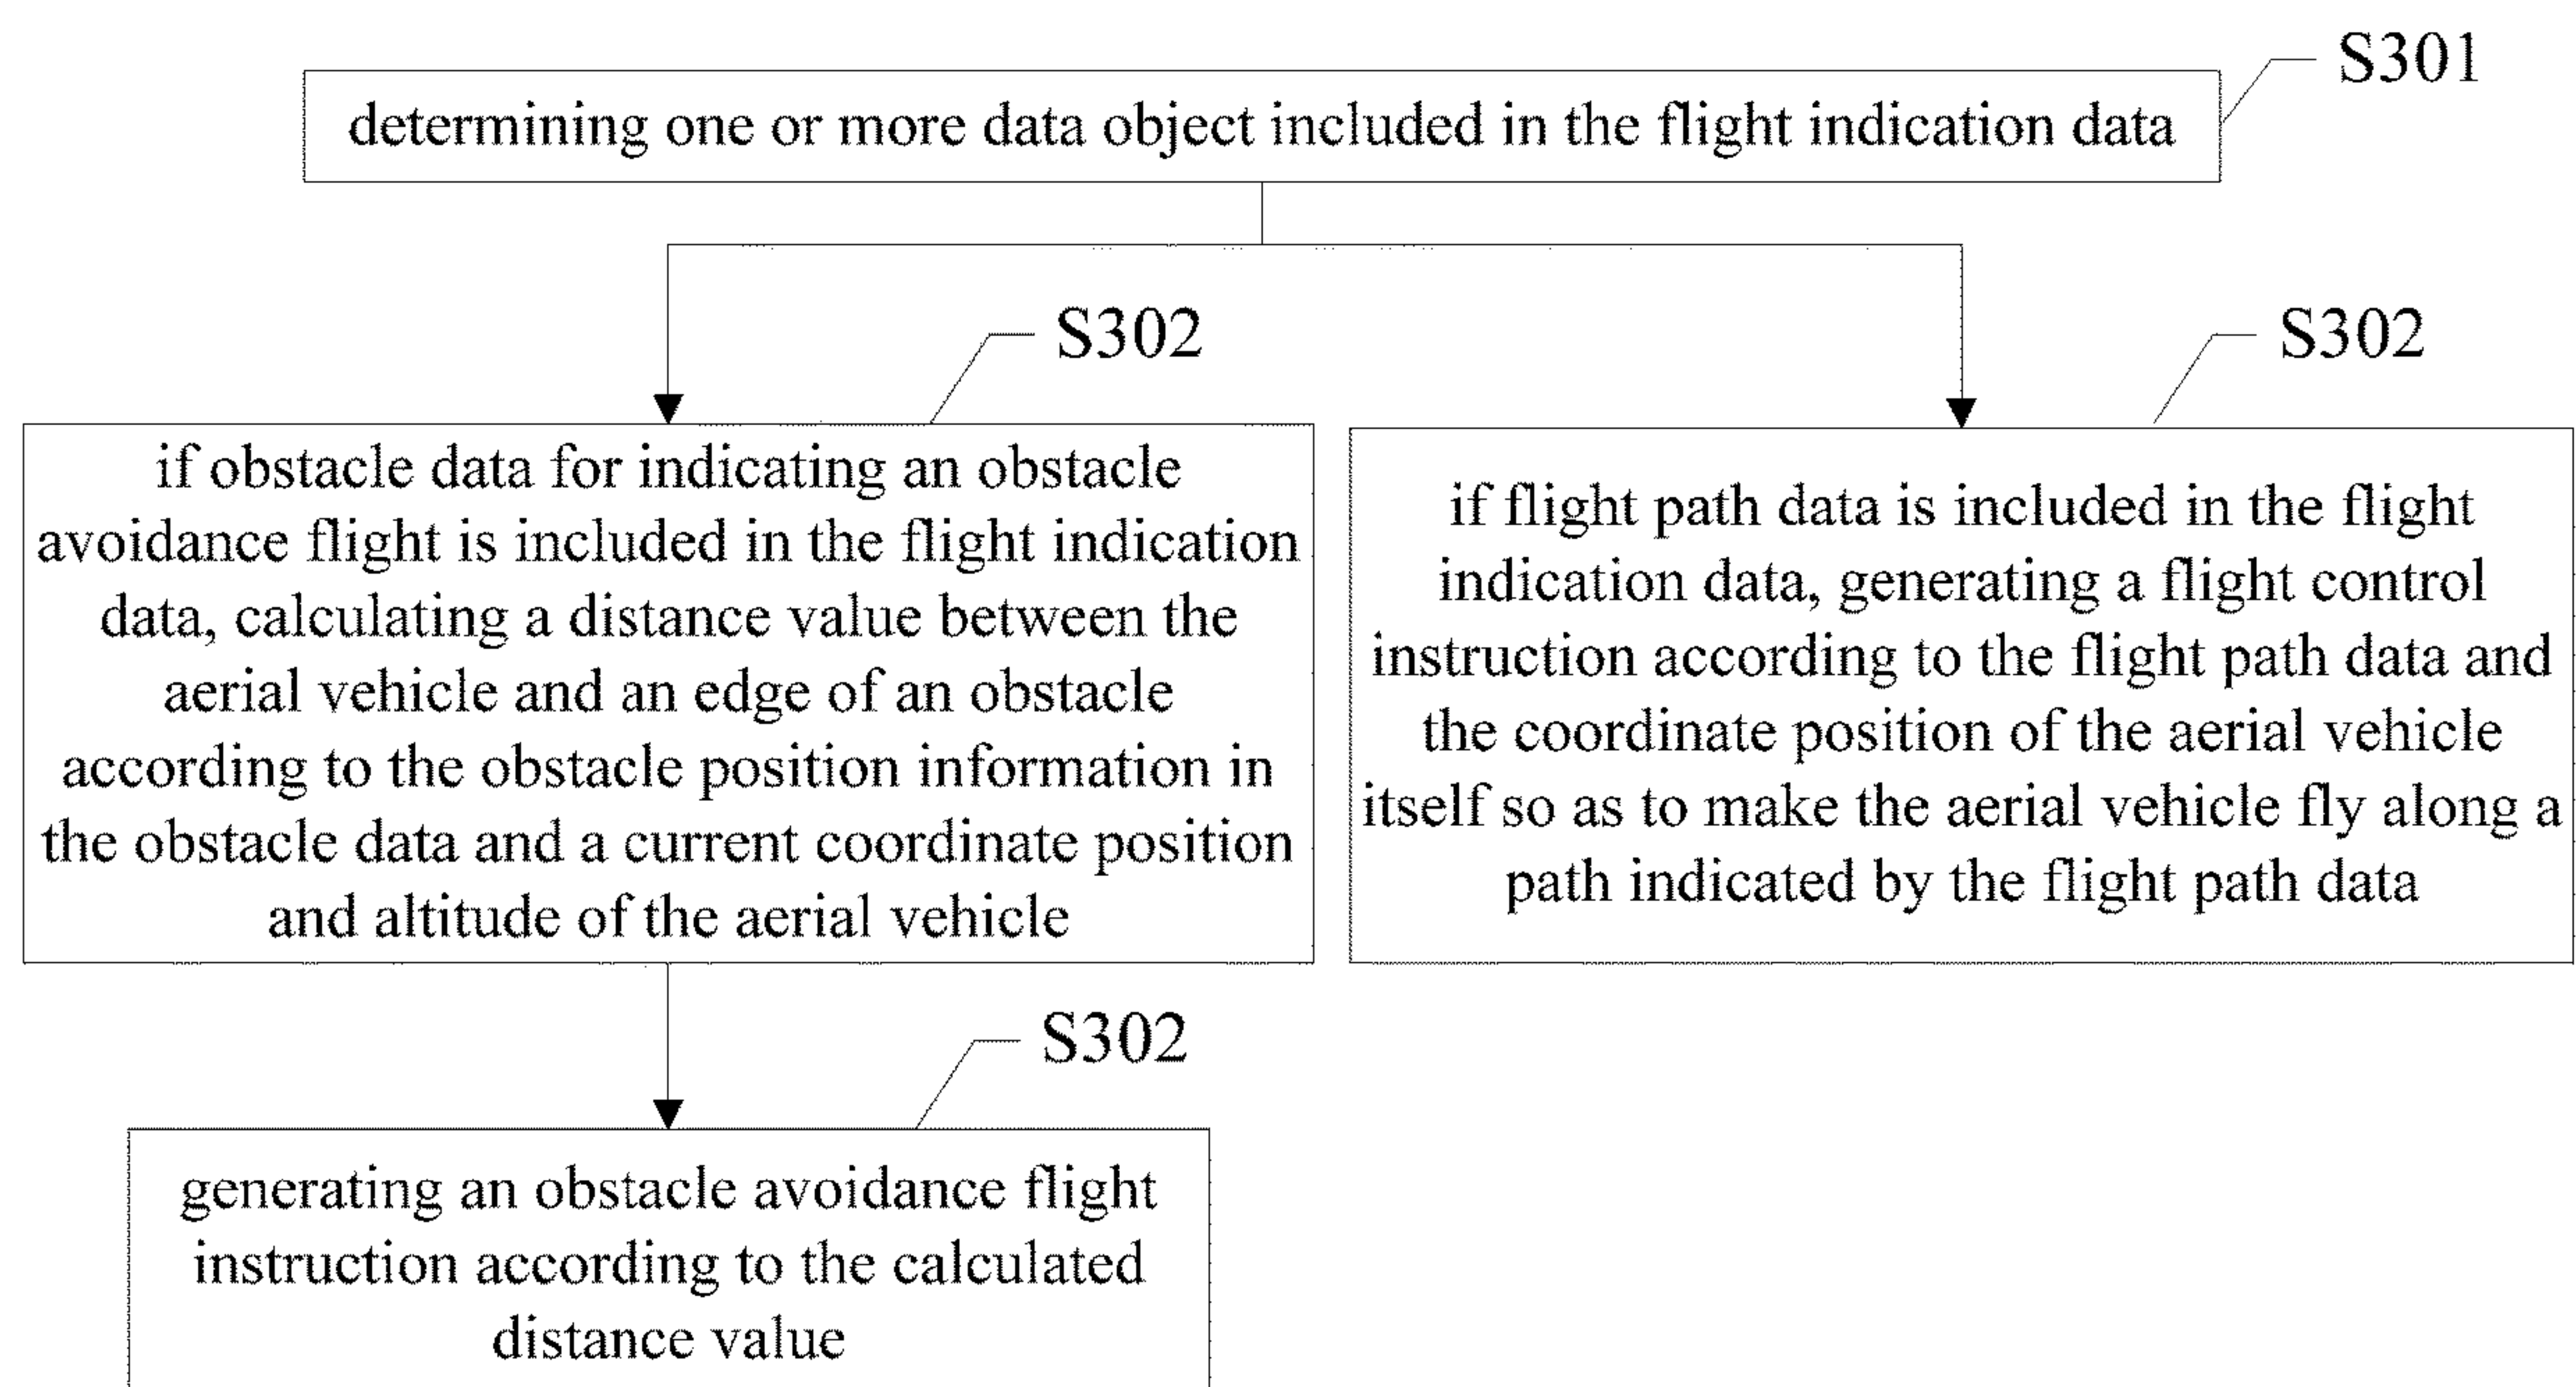 S301
determining one or more data object included in the flight indication data
S302
if obstacle data for indicating an obstacle
avoidance flight is included in the flight indication
data, calculating a distance value between the
aerial vehicle and an edge of an obstacle
according to the obstacle position information in
the obstacle data and a current coordinate position
and altitude of the aerial vehicle
S302
if flight path data is included in the flight
indication data, generating a flight control
instruction according to the flight path data and
the coordinate position of the aerial vehicle
itself so as to make the aerial vehicle fly along a
path indicated by the flight path data
S302
generating an obstacle avoidance flight
instruction according to the calculated
distance value